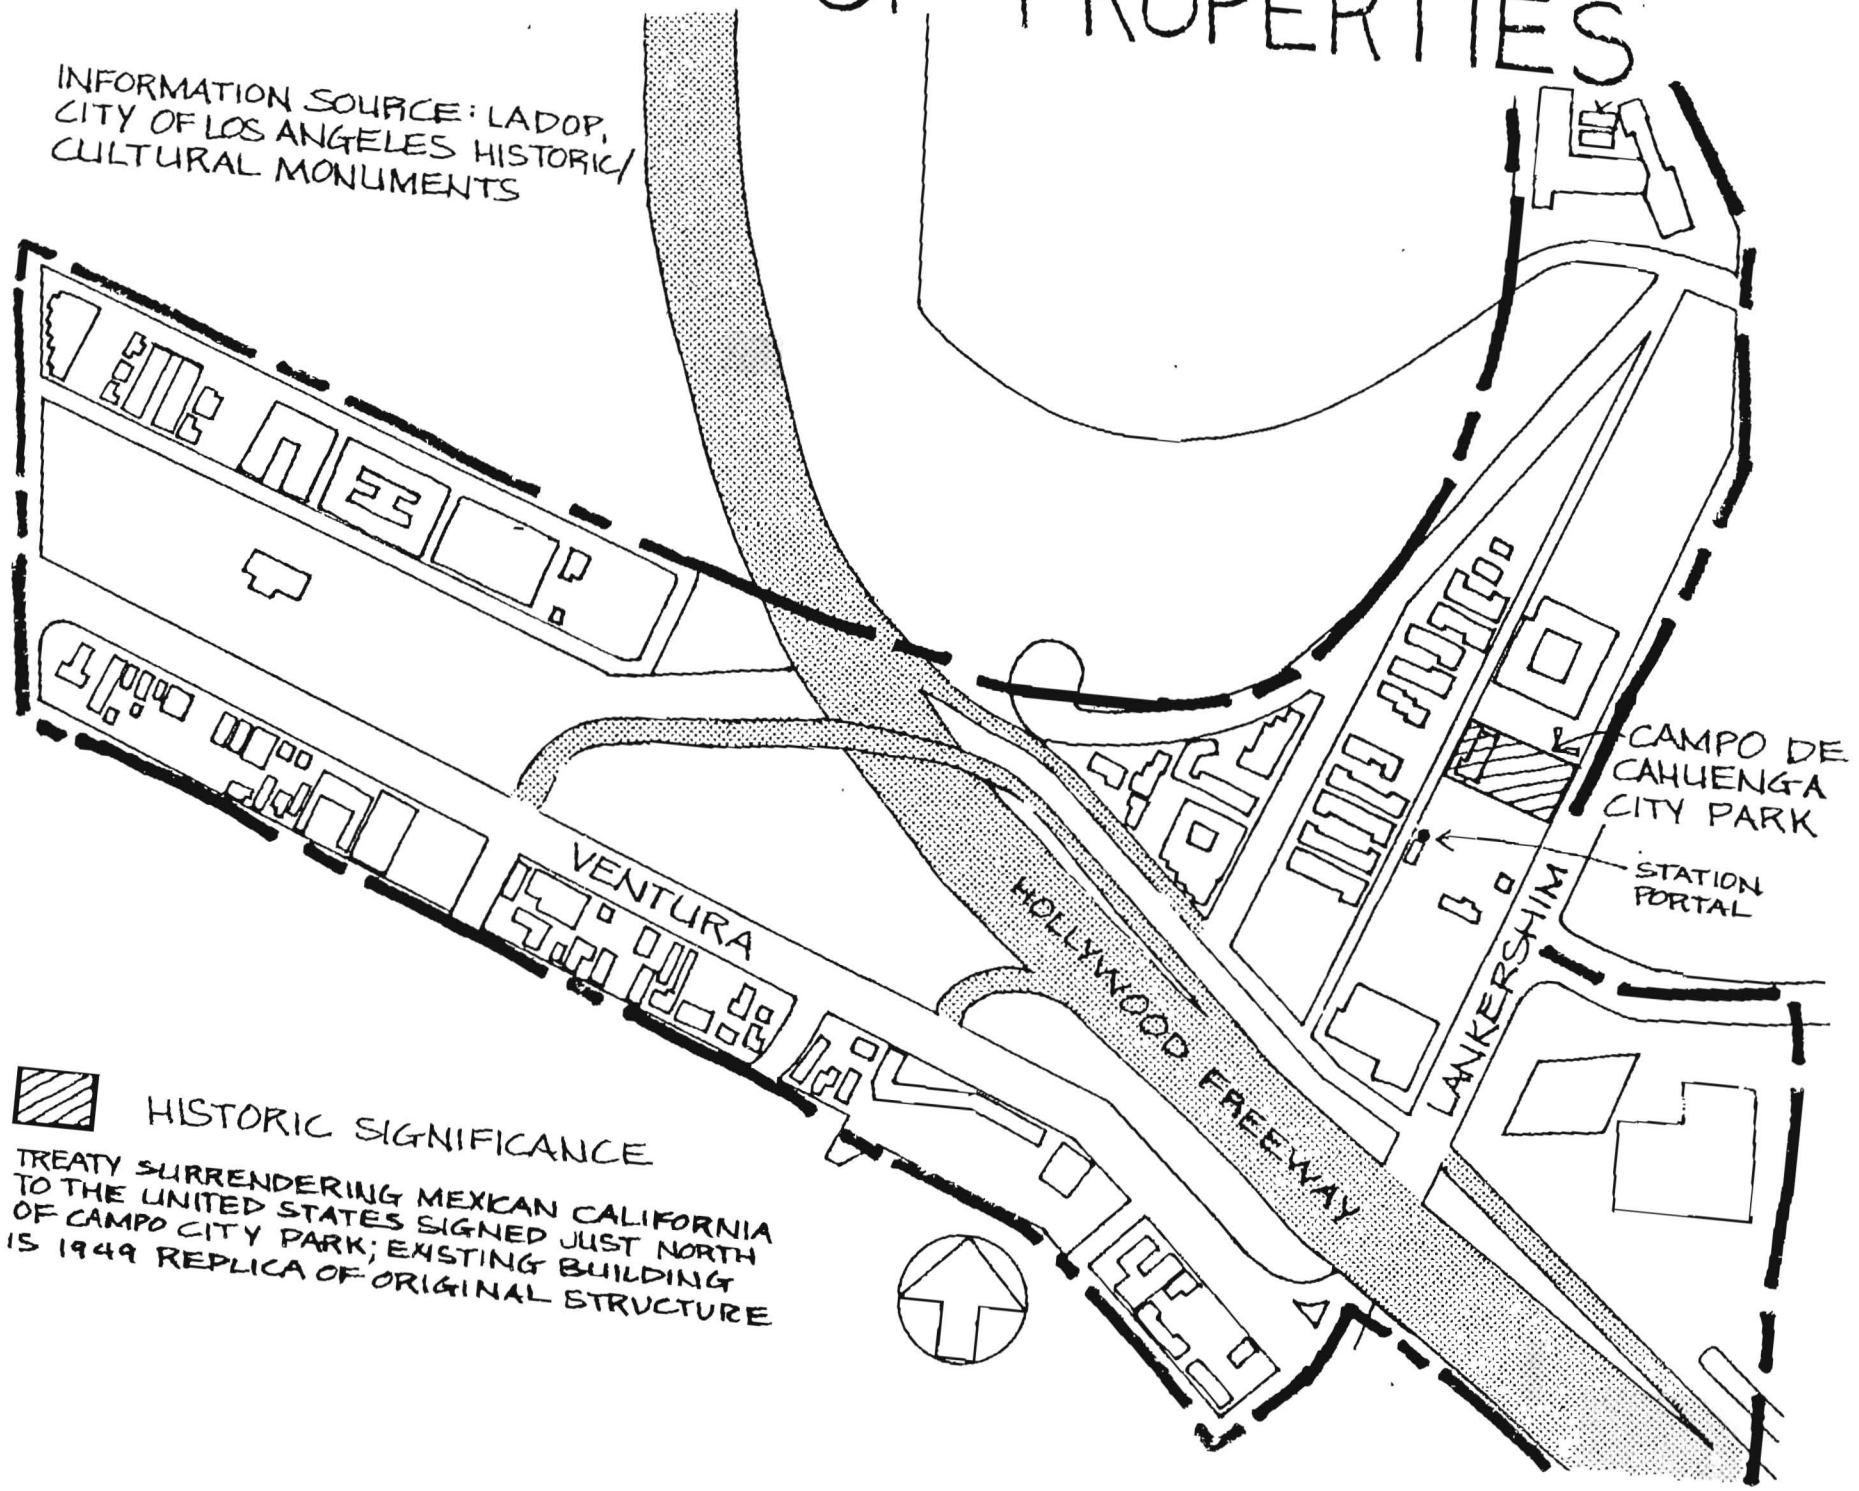 OF PROPERTIES
INFORMATION SOURCE: LADOP,
CITY OF LOS ANGELES HISTORIC/
CULTURAL MONUMENTS
CAMPO DE
CAHUENGA
CITY PARK
STATION
PORTAL
VENTURA
HOLLYWOOD FREEWAY
LANKERSHIM
HISTORIC SIGNIFICANCE
TREATY SURRENDERING MEXICAN CALIFORNIA
TO THE UNITED STATES SIGNED JUST NORTH
OF CAMPO CITY PARK; EXISTING BUILDING
IS 1949 REPLICA OF ORIGINAL STRUCTURE